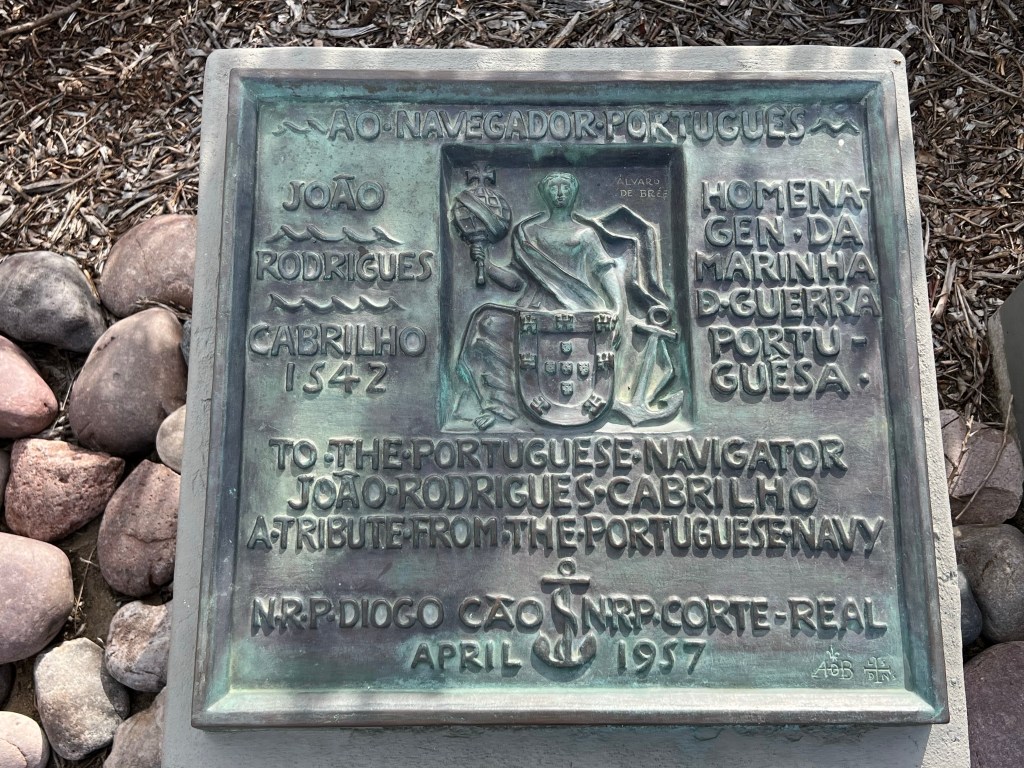 AO·NAVEGADOR·PORTUGUÊS
JOÃO
RODRIGUES
CABRILHO
1542
ÁLVARO
DE BRÉE
HOMENA-
GEN·DA
MARINHA
D·GUERRA
PORTU-
GUÊSA·
TO·THE·PORTUGUESE·NAVIGATOR
JOÃO·RODRIGUES·CABRILHO
A·TRIBUTE·FROM·THE·PORTUGUESE·NAVY
N·R·P·DIOGO CÃO N·R·P·CORTE-REAL
APRIL 1957